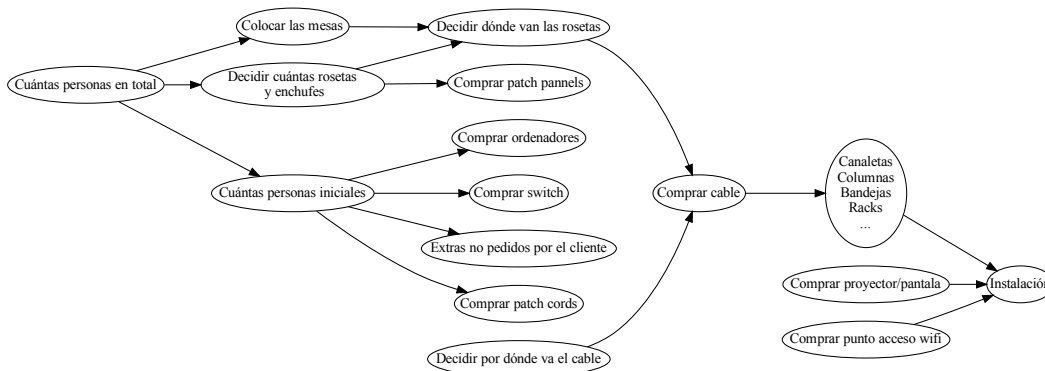 Colocar las mesas
Decidir dónde van las rosetas
Cuántas personas en total
Decidir cuántas rosetas
y enchufes
Comprar patch pannels
Comprar ordenadores
Cuántas personas iniciales
Comprar switch
Comprar cable
Canaletas
Columnas
Bandejas
Racks
...
Extras no pedidos por el cliente
Comprar patch cords
Comprar proyector/pantala
Instalación
Comprar punto acceso wifi
Decidir por dónde va el cable